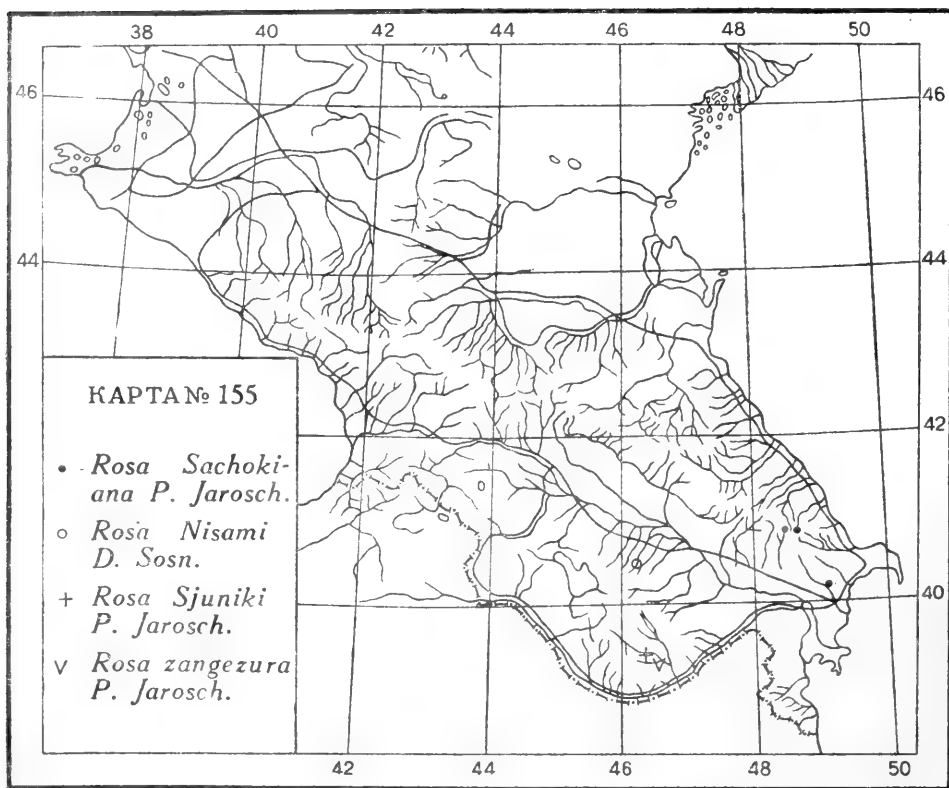 38 40 42 44 46 48 50
46 46
44 44
КАРТА № 155
42
• Rosa Sachoki-
ana P. Jarosch.
○ Rosa Nisami
D. Sosn.
+ Rosa Sjuniki
P. Jarosch.
40
∨ Rosa zangezura
P. Jarosch.
42 44 46 48 50